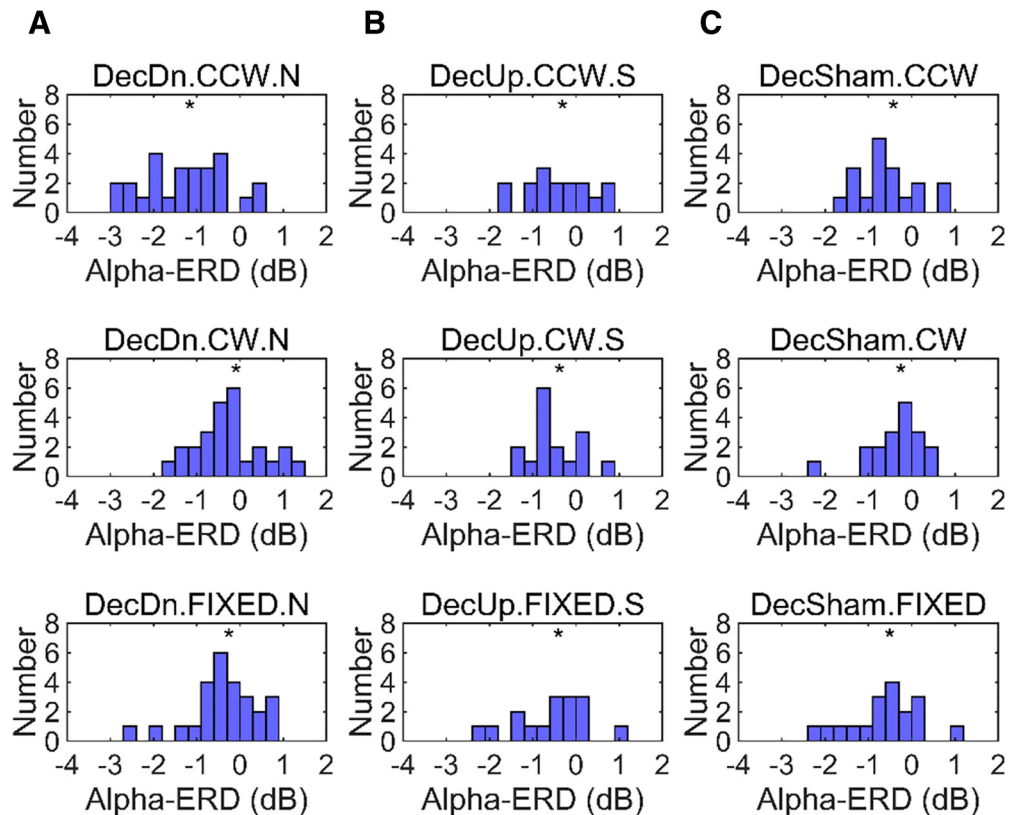 A B C
DecDn.CCW.N DecUp.CCW.S DecSham.CCW
Number 8 6 4 2 0 * Number 8 6 4 2 0 * Number 8 6 4 2 0 *
-4 -3 -2 -1 0 1 2 -4 -3 -2 -1 0 1 2 -4 -3 -2 -1 0 1 2
Alpha-ERD (dB) Alpha-ERD (dB) Alpha-ERD (dB)
DecDn.CW.N DecUp.CW.S DecSham.CW
Number 8 6 4 2 0 * Number 8 6 4 2 0 * Number 8 6 4 2 0 *
-4 -3 -2 -1 0 1 2 -4 -3 -2 -1 0 1 2 -4 -3 -2 -1 0 1 2
Alpha-ERD (dB) Alpha-ERD (dB) Alpha-ERD (dB)
DecDn.FIXED.N DecUp.FIXED.S DecSham.FIXED
Number 8 6 4 2 0 * Number 8 6 4 2 0 * Number 8 6 4 2 0 *
-4 -3 -2 -1 0 1 2 -4 -3 -2 -1 0 1 2 -4 -3 -2 -1 0 1 2
Alpha-ERD (dB) Alpha-ERD (dB) Alpha-ERD (dB)